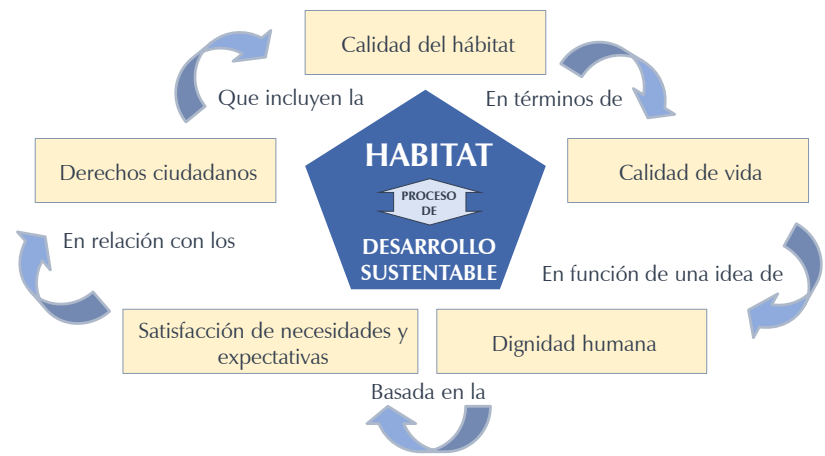 Calidad del hábitat
Que incluyen la
En términos de
HABITAT
PROCESO
DE
DESARROLLO
SUSTENTABLE
Derechos ciudadanos
Calidad de vida
En relación con los
En función de una idea de
Satisfacción de necesidades y
expectativas
Dignidad humana
Basada en la